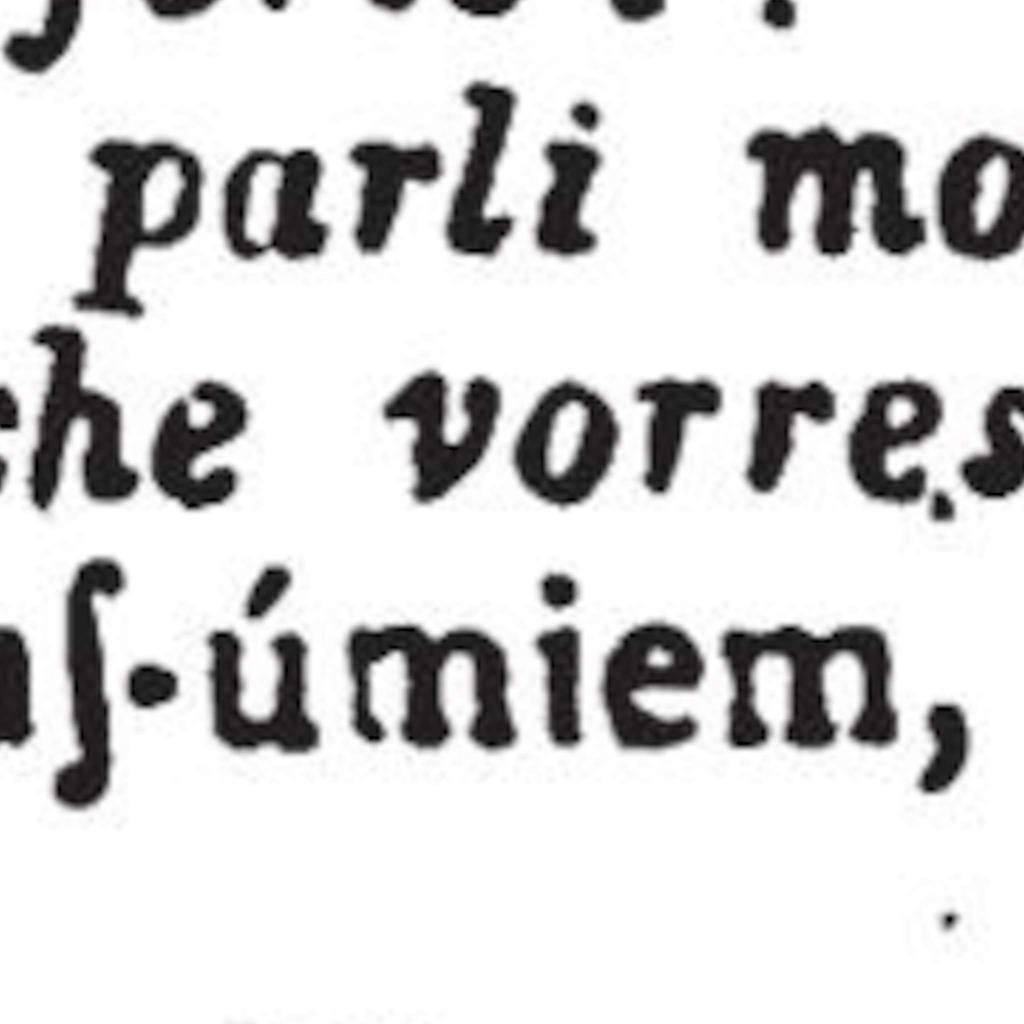 parli mo
che vorres
ʃ·úmiem,